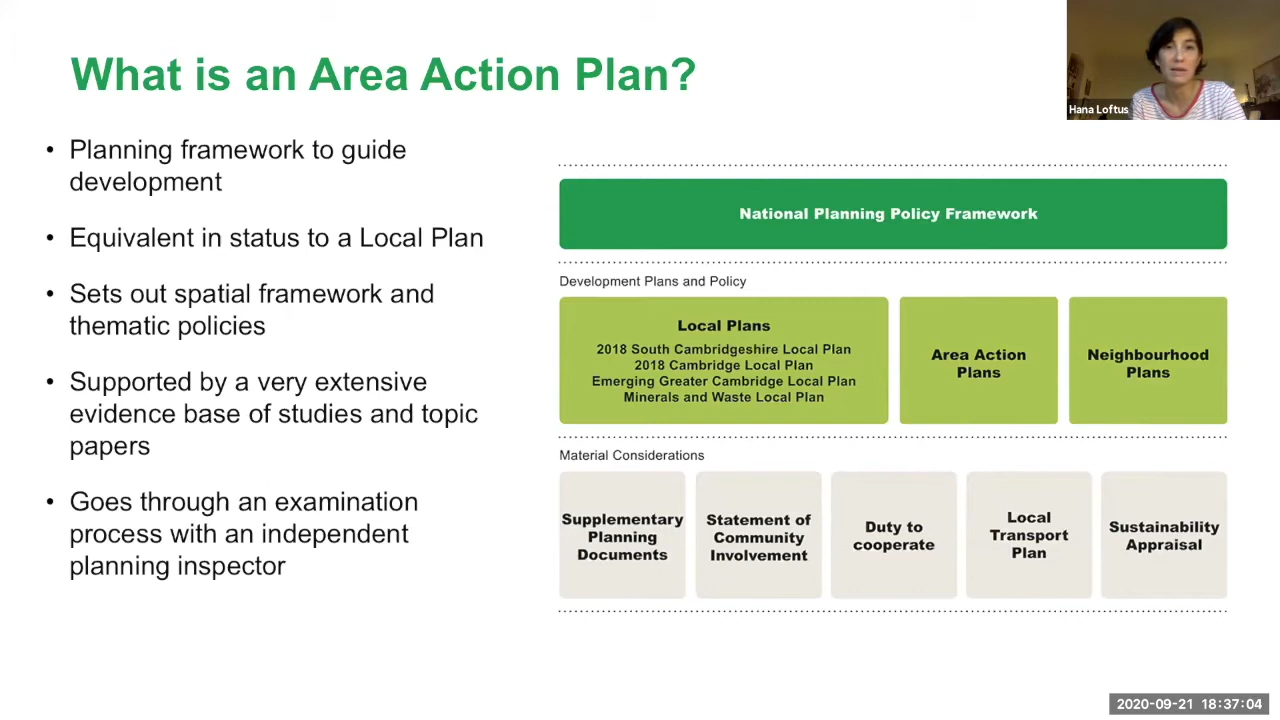 What is an Area Action Plan?
Hana Loftus
• Planning framework to guide
development
• Equivalent in status to a Local Plan
• Sets out spatial framework and
thematic policies
• Supported by a very extensive
evidence base of studies and topic
papers
• Goes through an examination
process with an independent
planning inspector
National Planning Policy Framework
Development Plans and Policy
Local Plans
2018 South Cambridgeshire Local Plan
2018 Cambridge Local Plan
Emerging Greater Cambridge Local Plan
Minerals and Waste Local Plan
Area Action
Plans
Neighbourhood
Plans
Material Considerations
Supplementary
Planning
Documents
Statement of
Community
Involvement
Duty to
cooperate
Local
Transport
Plan
Sustainability
Appraisal
2020-09-21 18:37:04